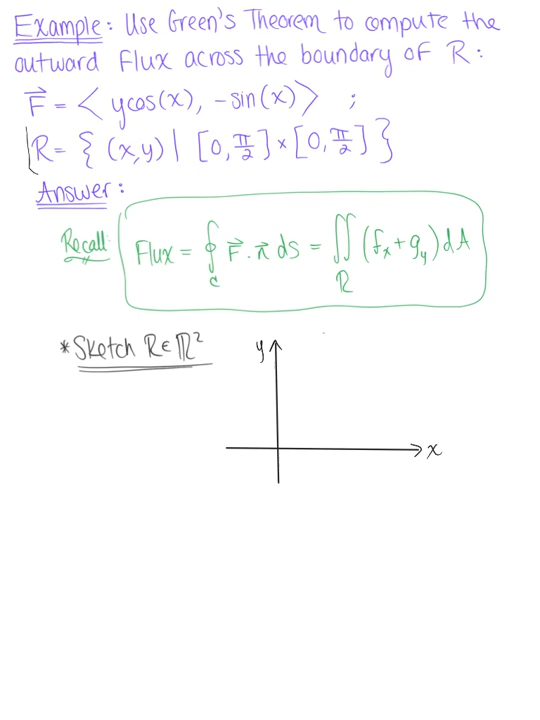 Example: Use Green's Theorem to compute the
outward Flux across the boundary of R:
F⃗ = < ycos(x), -sin(x) > ;
R = { (x,y) | [0, π/2] × [0, π/2] }
Answer:
Recall Flux = ∮_C F⃗ · n⃗ ds = ∬_R (f_x + g_y) dA
* Sketch R ∈ ℝ²
y
x